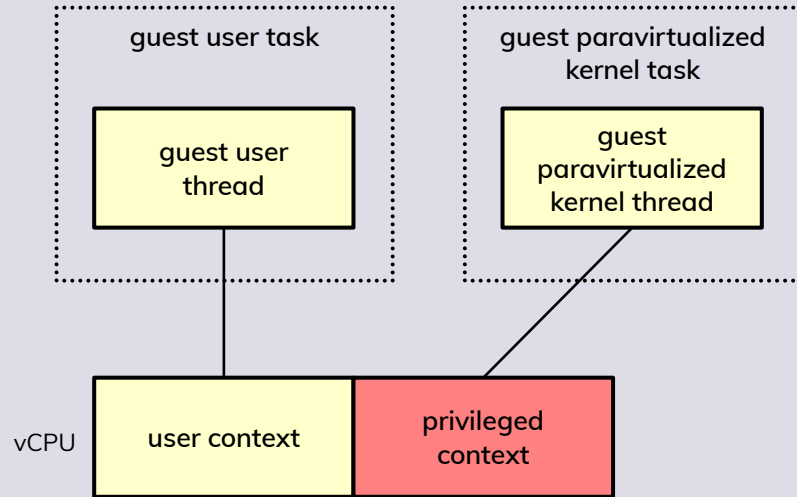 guest user task
guest paravirtualized
kernel task
guest user
thread
guest
paravirtualized
kernel thread
vCPU
user context
privileged
context